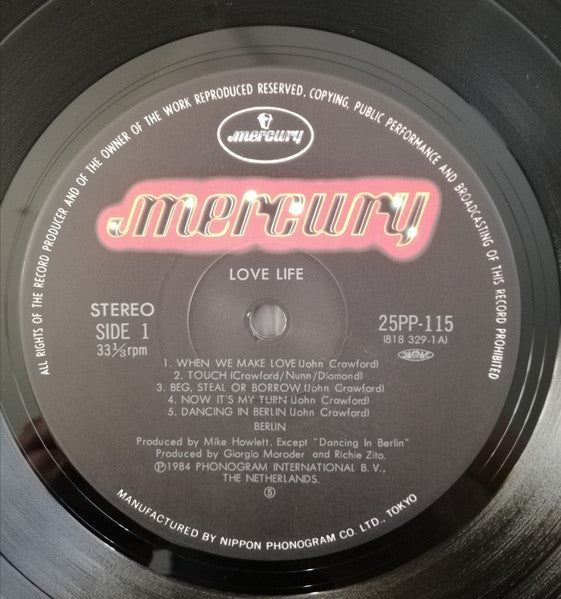 ALL RIGHTS OF THE RECORD PRODUCER AND OF THE OWNER OF THE WORK REPRODUCED RESERVED. COPYING, PUBLIC PERFORMANCE AND BROADCASTING OF THIS RECORD PROHIBITED
mercury
mercury
LOVE LIFE
STEREO
SIDE 1
33 1/3 rpm
25PP-115
(818 329-1A)
1. WHEN WE MAKE LOVE (John Crawford)
2. TOUCH (Crawford/Nunn/Diamond)
3. BEG, STEAL OR BORROW (John Crawford)
4. NOW IT'S MY TURN (John Crawford)
5. DANCING IN BERLIN (John Crawford)
BERLIN
Produced by Mike Howlett. Except "Dancing In Berlin"
Produced by Giorgio Moroder and Richie Zito.
Ⓟ1984 PHONOGRAM INTERNATIONAL B.V.,
THE NETHERLANDS.
Ⓢ
MANUFACTURED BY NIPPON PHONOGRAM CO. LTD., TOKYO